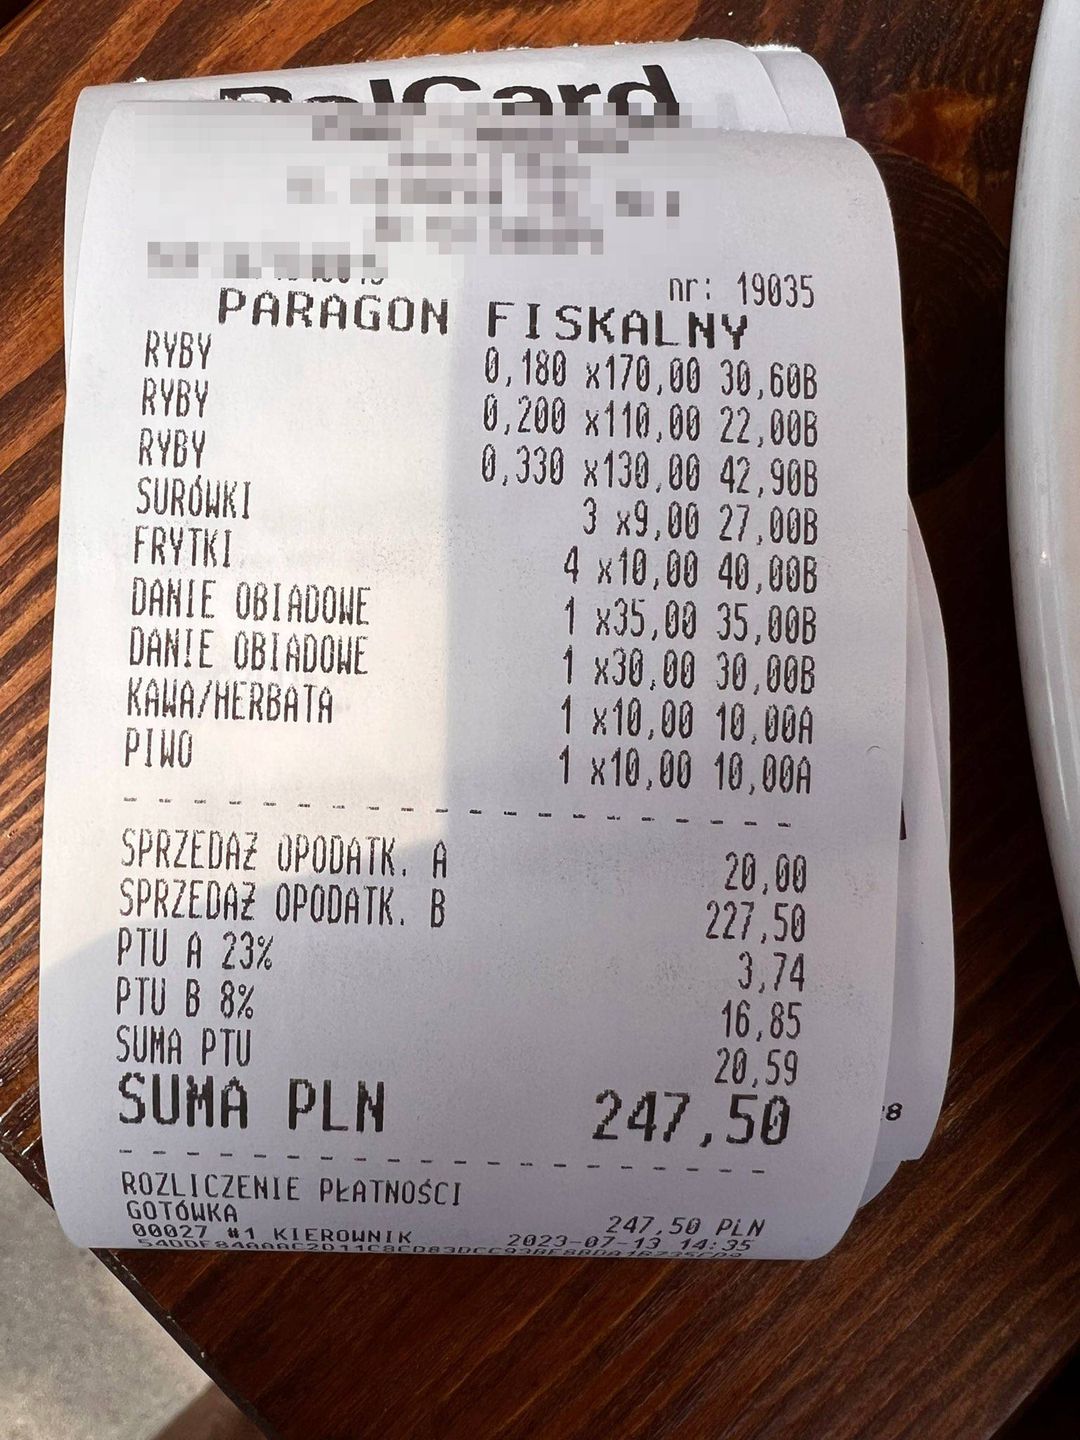 PolCard
nr: 19035
PARAGON FISKALNY
RYBY 0,180 x170,00 30,60B
RYBY 0,200 x110,00 22,00B
RYBY 0,330 x130,00 42,90B
SURÓWKI 3 x9,00 27,00B
FRYTKI 4 x10,00 40,00B
DANIE OBIADOWE 1 x35,00 35,00B
DANIE OBIADOWE 1 x30,00 30,00B
KAWA/HERBATA 1 x10,00 10,00A
PIWO 1 x10,00 10,00A
SPRZEDAŻ OPODATK. A 20,00
SPRZEDAŻ OPODATK. B 227,50
PTU A 23% 3,74
PTU B 8% 16,85
SUMA PTU 20,59
SUMA PLN 247,50
ROZLICZENIE PŁATNOŚCI
GOTÓWKA 247,50 PLN
00027 #1 KIEROWNIK 2023-07-13 14:35